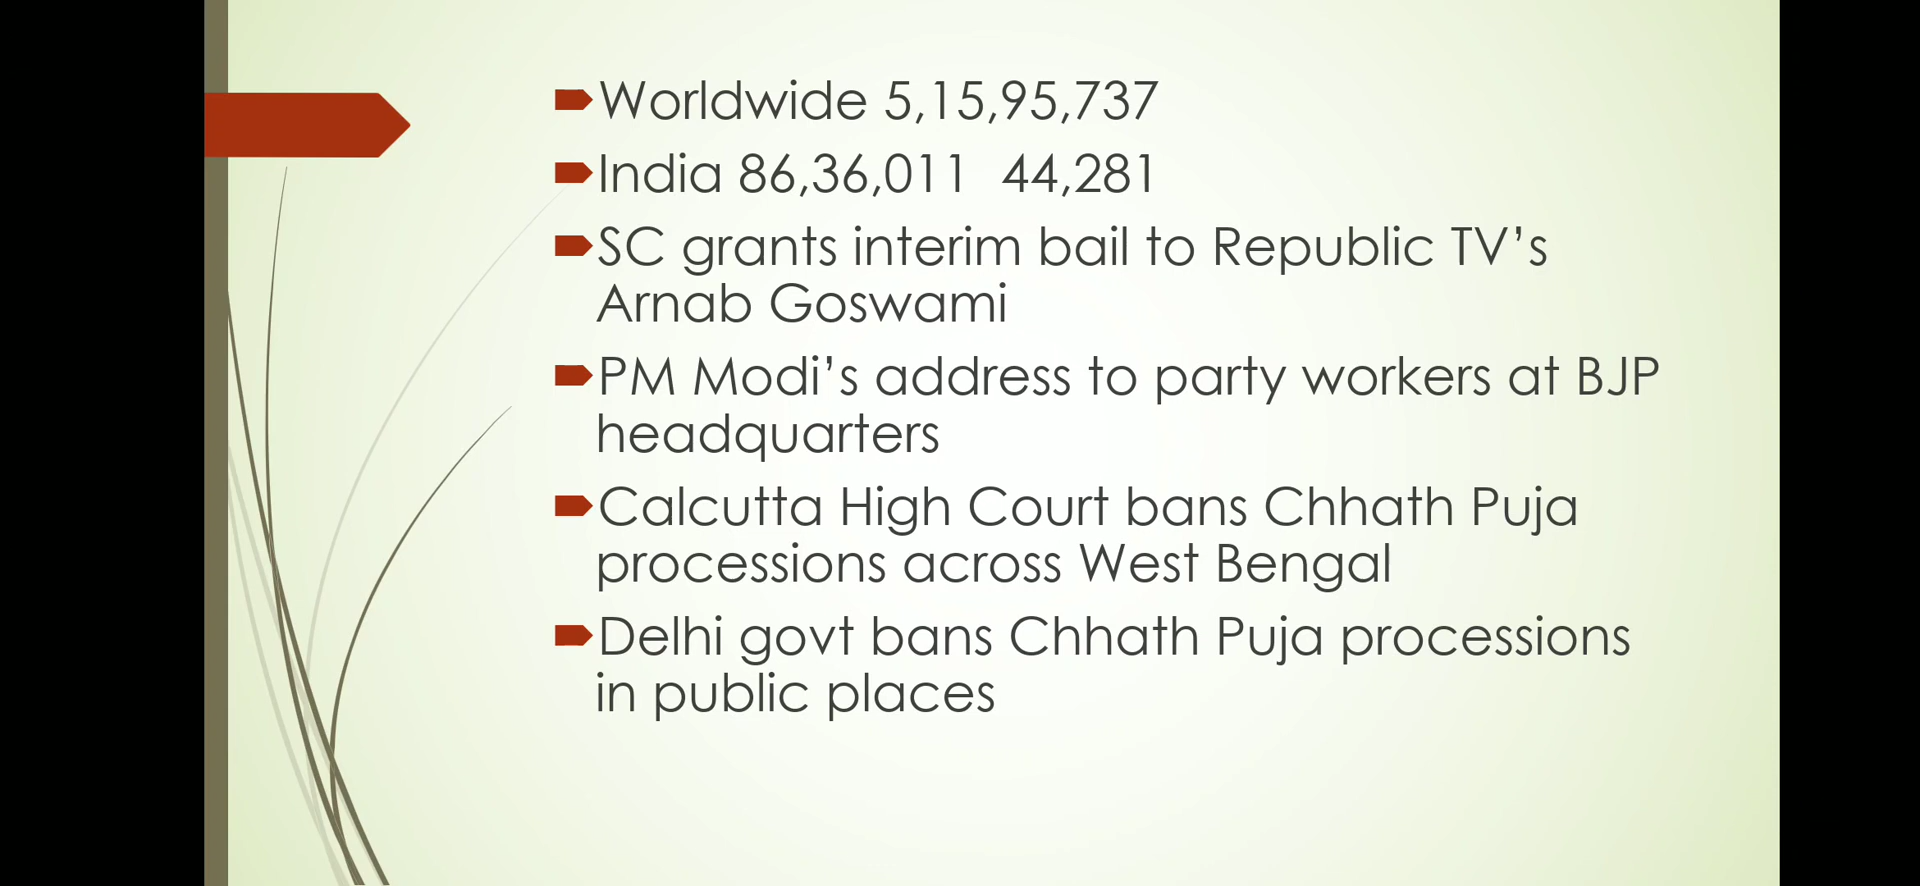 Worldwide 5,15,95,737
India 86,36,011  44,281
SC grants interim bail to Republic TV’s
Arnab Goswami
PM Modi’s address to party workers at BJP
headquarters
Calcutta High Court bans Chhath Puja
processions across West Bengal
Delhi govt bans Chhath Puja processions
in public places